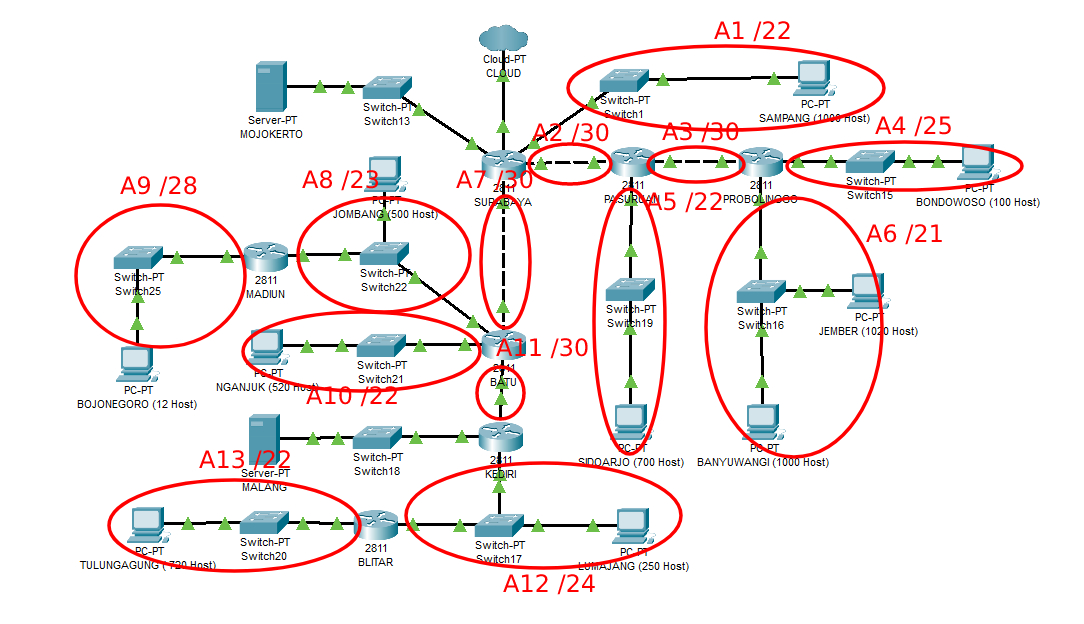 A1 /22
Cloud-PT
CLOUD
Switch-PT
Switch1
PC-PT
SAMPANG (1000 Host)
Server-PT
MOJOKERTO
Switch-PT
Switch13
A2 /30
A3 /30
A4 /25
2811
SURABAYA
2811
PASURUAN
2811
PROBOLINGGO
Switch-PT
Switch15
PC-PT
BONDOWOSO (100 Host)
A9 /28
A8 /23
A7 /30
A5 /22
A6 /21
PC-PT
JOMBANG (500 Host)
Switch-PT
Switch25
2811
MADIUN
Switch-PT
Switch22
Switch-PT
Switch19
Switch-PT
Switch16
PC-PT
JEMBER (1020 Host)
PC-PT
BOJONEGORO (12 Host)
PC-PT
NGANJUK (520 Host)
Switch-PT
Switch21
A10 /22
A11 /30
2811
BATU
PC-PT
SIDOARJO (700 Host)
PC-PT
BANYUWANGI (1000 Host)
A13 /22
Server-PT
MALANG
Switch-PT
Switch18
2811
KEDIRI
PC-PT
TULUNGAGUNG ( 720 Host)
Switch-PT
Switch20
2811
BLITAR
Switch-PT
Switch17
PC-PT
LUMAJANG (250 Host)
A12 /24